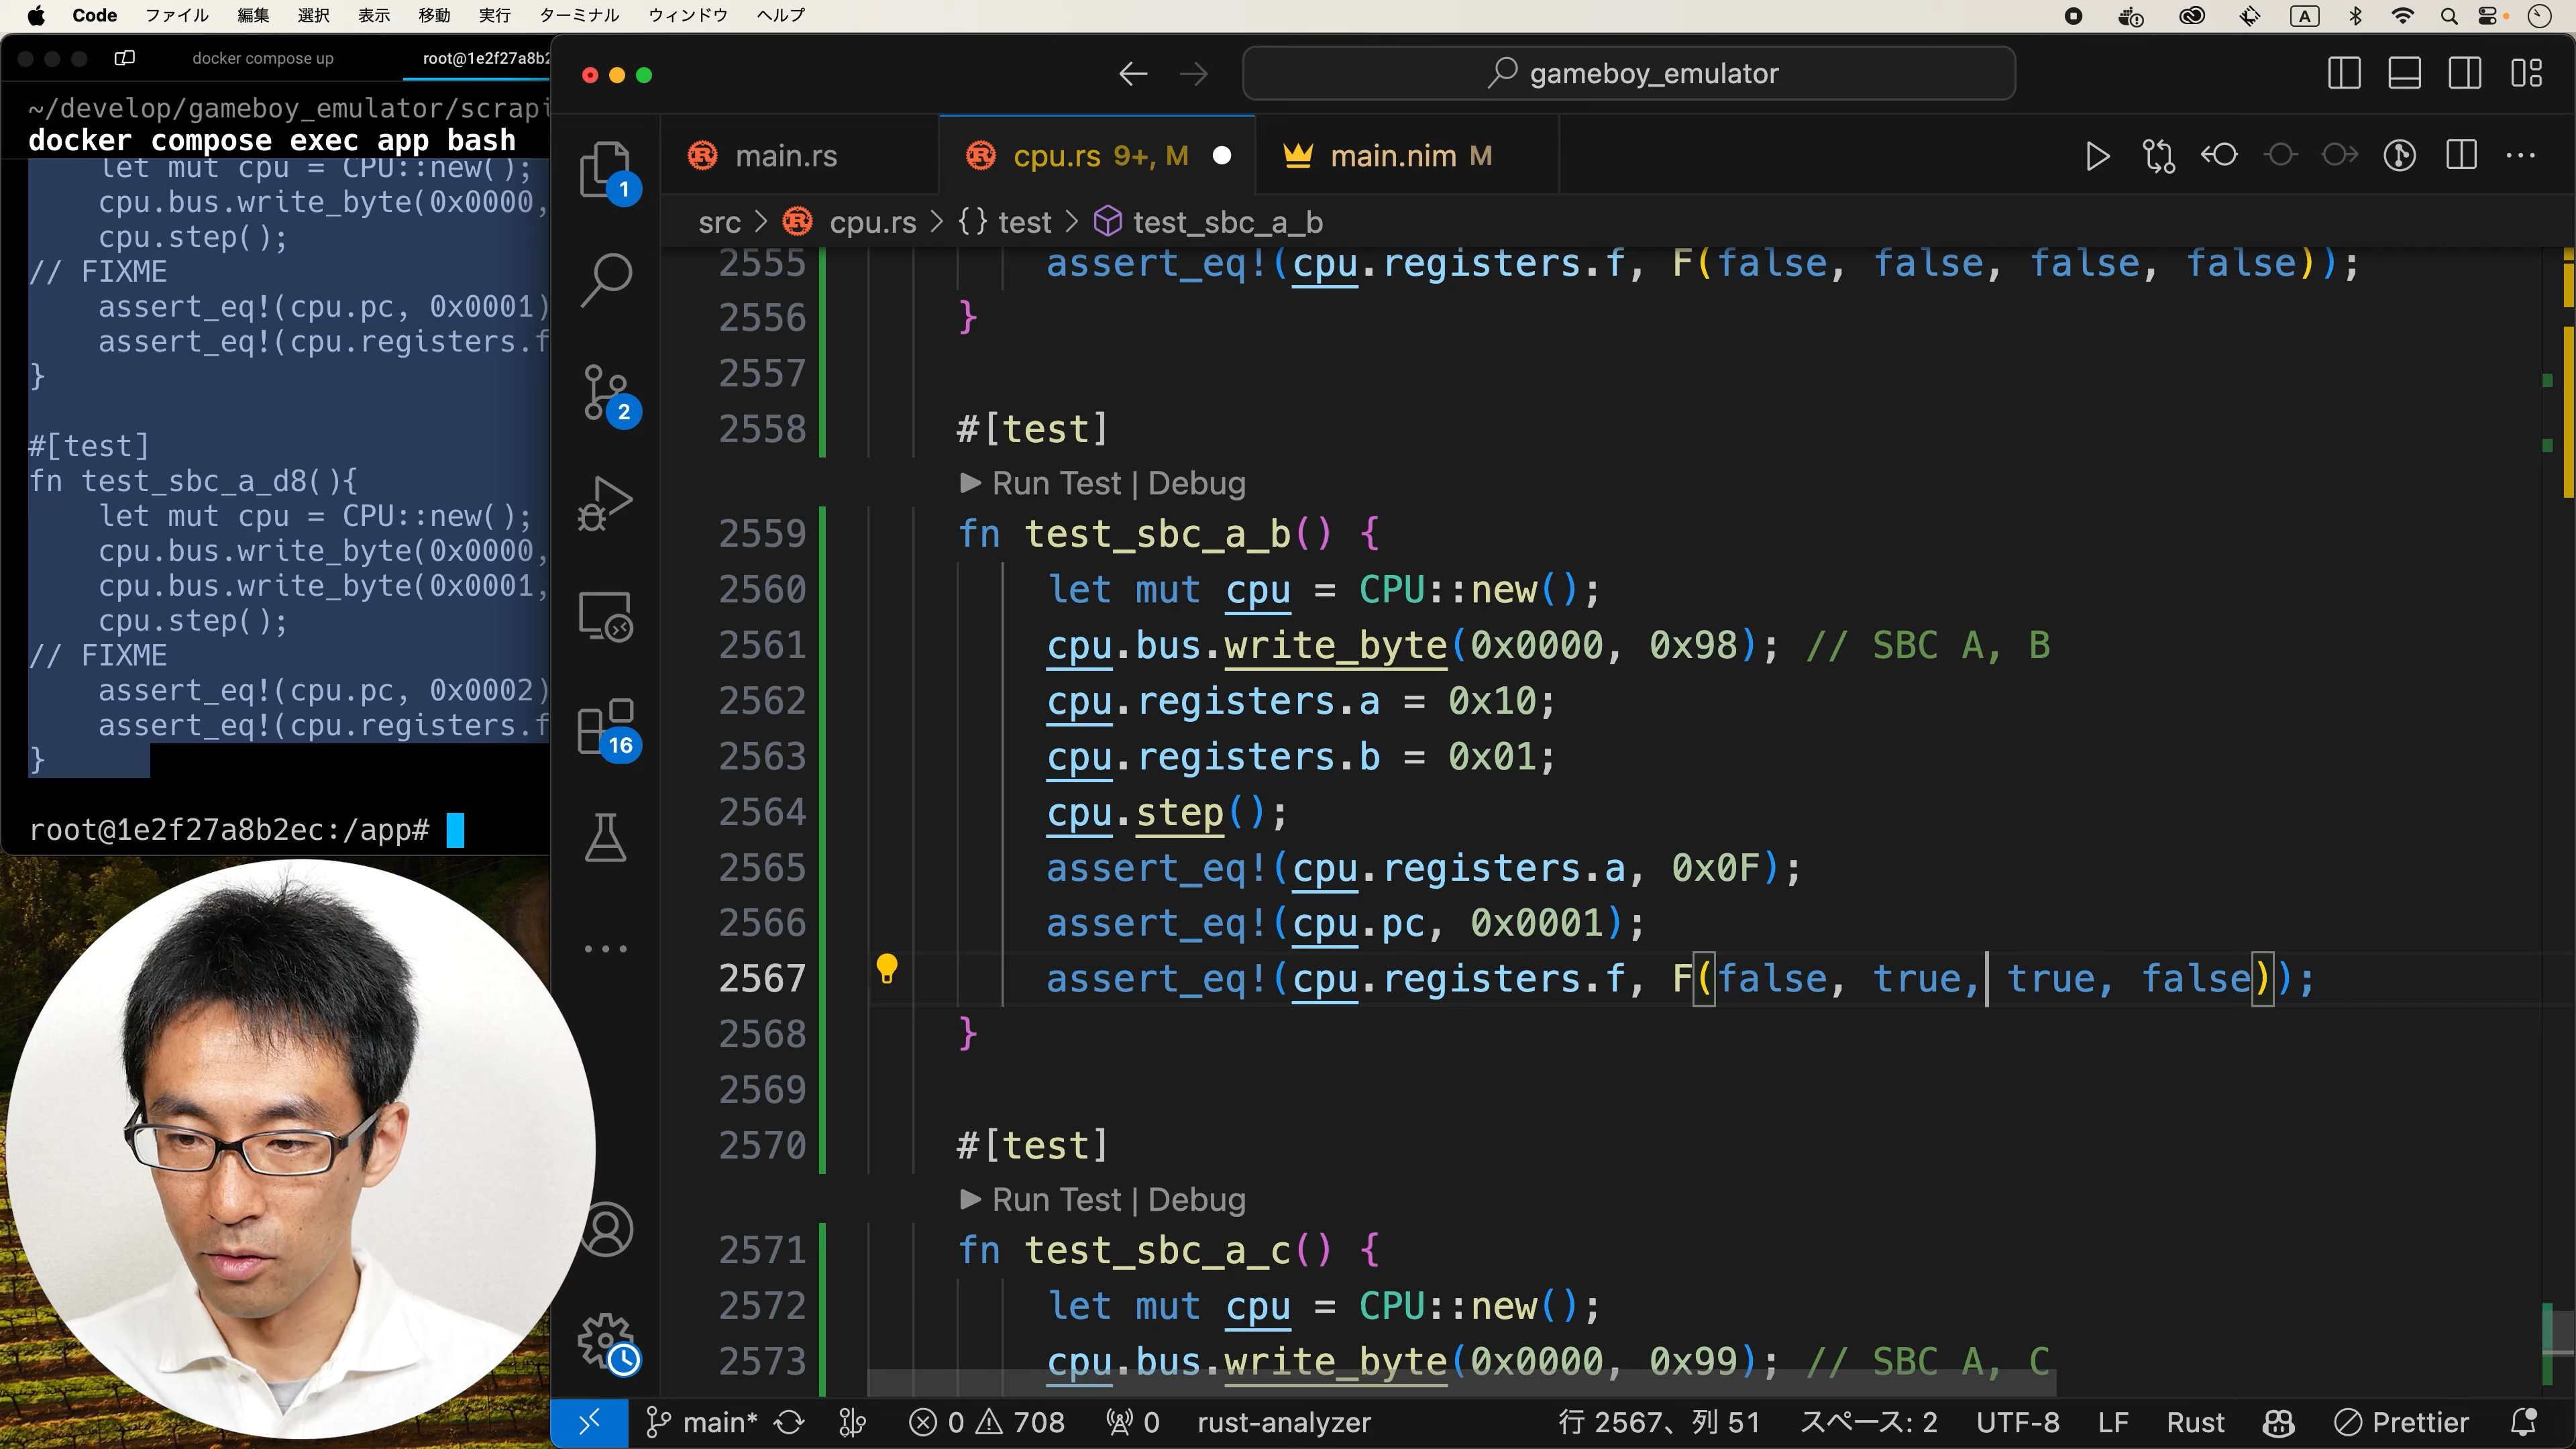 Code ファイル 編集 選択 表示 移動 実行 ターミナル ウィンドウ ヘルプ A
docker compose up
root@1e2f27a8b2
~/develop/gameboy_emulator/scrapi
docker compose exec app bash
let mut cpu = CPU::new();
cpu.bus.write_byte(0x0000,
cpu.step();
// FIXME
assert_eq!(cpu.pc, 0x0001)
assert_eq!(cpu.registers.f
}
#[test]
fn test_sbc_a_d8(){
let mut cpu = CPU::new();
cpu.bus.write_byte(0x0000,
cpu.bus.write_byte(0x0001,
cpu.step();
// FIXME
assert_eq!(cpu.pc, 0x0002)
assert_eq!(cpu.registers.f
}
root@1e2f27a8b2ec:/app#
gameboy_emulator
1
2
16
main.rs
cpu.rs 9+, M
main.nim M
src > cpu.rs > {} test > test_sbc_a_b
2555 assert_eq!(cpu.registers.f, F(false, false, false, false));
2556 }
2557
2558 #[test]
Run Test | Debug
2559 fn test_sbc_a_b() {
2560 let mut cpu = CPU::new();
2561 cpu.bus.write_byte(0x0000, 0x98); // SBC A, B
2562 cpu.registers.a = 0x10;
2563 cpu.registers.b = 0x01;
2564 cpu.step();
2565 assert_eq!(cpu.registers.a, 0x0F);
2566 assert_eq!(cpu.pc, 0x0001);
2567 assert_eq!(cpu.registers.f, F(false, true, true, false));
2568 }
2569
2570 #[test]
Run Test | Debug
2571 fn test_sbc_a_c() {
2572 let mut cpu = CPU::new();
2573 cpu.bus.write_byte(0x0000, 0x99); // SBC A, C
main* 0 708 0 rust-analyzer 行 2567、列 51 スペース: 2 UTF-8 LF Rust Prettier